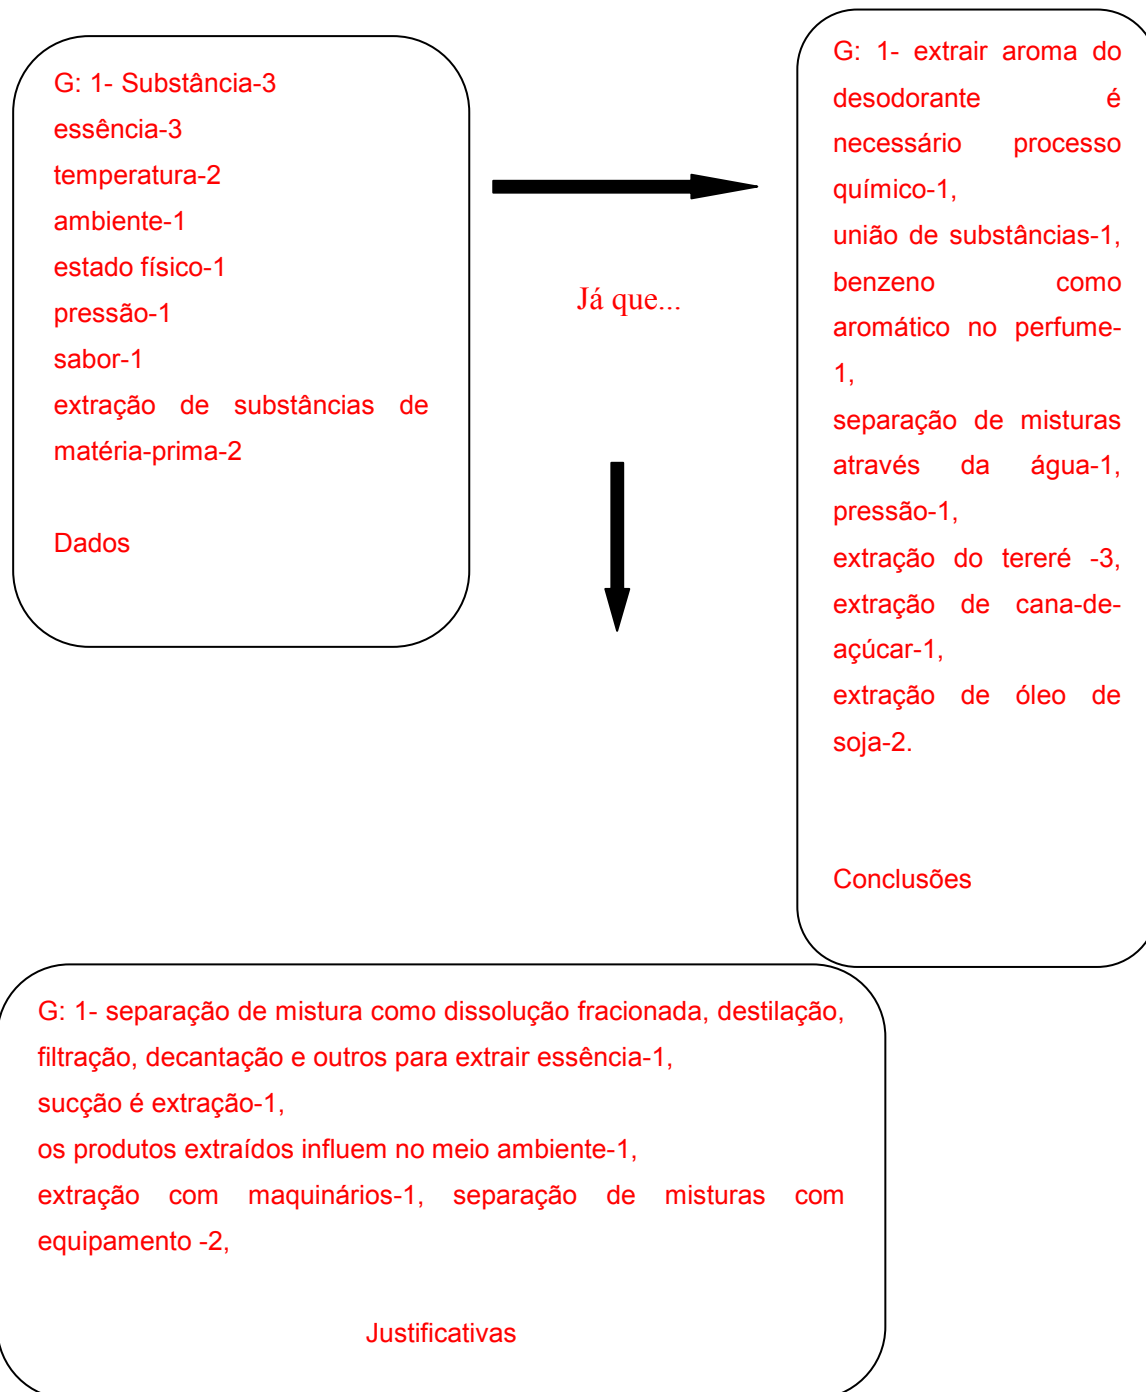 G: 1- Substância-3
essência-3
temperatura-2
ambiente-1
estado físico-1
pressão-1
sabor-1
extração de substâncias de
matéria-prima-2
Dados
Já que...
G: 1- extrair aroma do
desodorante é
necessário processo
químico-1,
união de substâncias-1,
benzeno como
aromático no perfume-
1,
separação de misturas
através da água-1,
pressão-1,
extração do tereré -3,
extração de cana-de-
açúcar-1,
extração de óleo de
soja-2.
Conclusões
G: 1- separação de mistura como dissolução fracionada, destilação,
filtração, decantação e outros para extrair essência-1,
sucção é extração-1,
os produtos extraídos influem no meio ambiente-1,
extração com maquinários-1, separação de misturas com
equipamento -2,
Justificativas